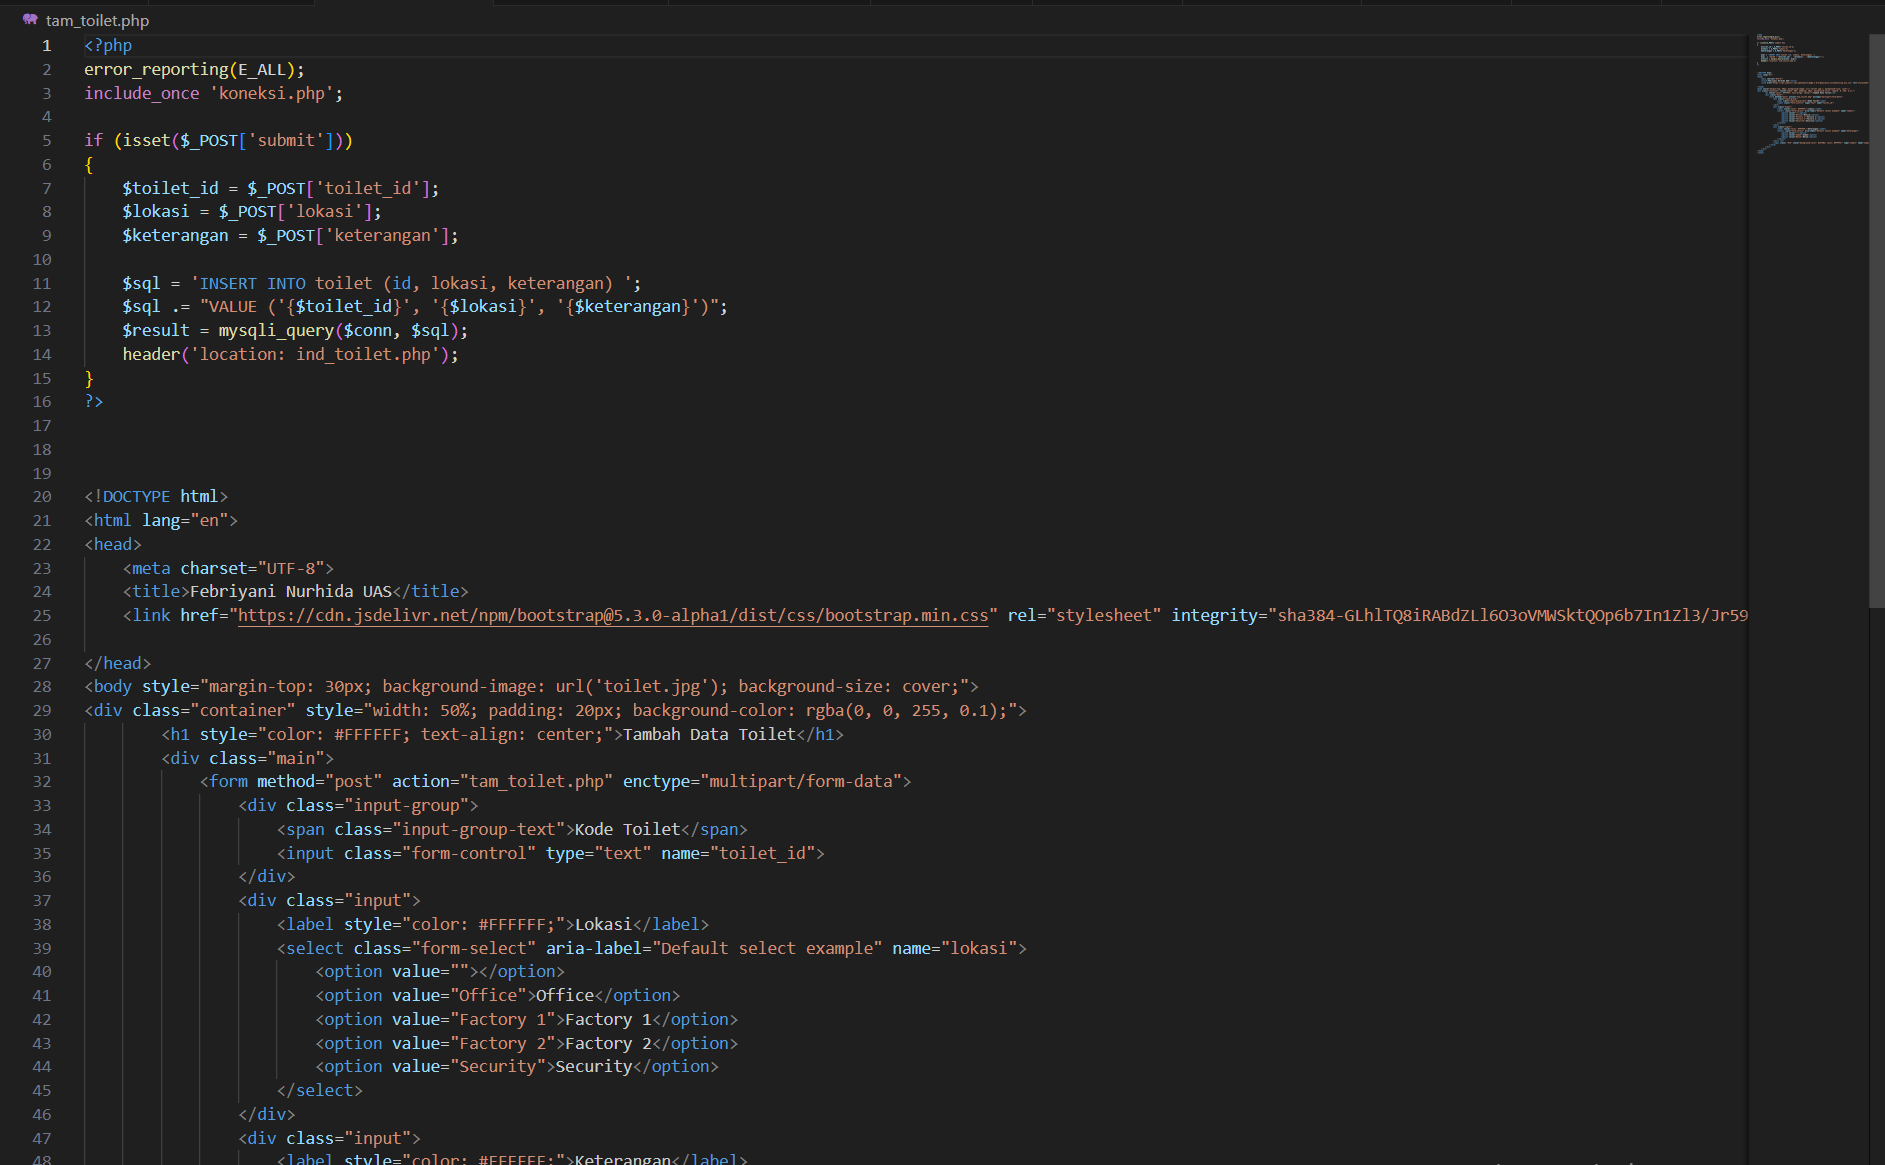 tam_toilet.php
1 <?php
2 error_reporting(E_ALL);
3 include_once 'koneksi.php';
4
5 if (isset($_POST['submit']))
6 {
7     $toilet_id = $_POST['toilet_id'];
8     $lokasi = $_POST['lokasi'];
9     $keterangan = $_POST['keterangan'];
10
11     $sql = 'INSERT INTO toilet (id, lokasi, keterangan) ';
12     $sql .= "VALUE ('{$toilet_id}', '{$lokasi}', '{$keterangan}')";
13     $result = mysqli_query($conn, $sql);
14     header('location: ind_toilet.php');
15 }
16 ?>
17
18
19
20 <!DOCTYPE html>
21 <html lang="en">
22 <head>
23     <meta charset="UTF-8">
24     <title>Febriyani Nurhida UAS</title>
25     <link href="https://cdn.jsdelivr.net/npm/bootstrap@5.3.0-alpha1/dist/css/bootstrap.min.css" rel="stylesheet" integrity="sha384-GLhlTQ8iRABdZLl6O3oVMWSktQOp6b7In1Zl3/Jr59
26
27 </head>
28 <body style="margin-top: 30px; background-image: url('toilet.jpg'); background-size: cover;">
29 <div class="container" style="width: 50%; padding: 20px; background-color: rgba(0, 0, 255, 0.1);">
30         <h1 style="color: #FFFFFF; text-align: center;">Tambah Data Toilet</h1>
31         <div class="main">
32             <form method="post" action="tam_toilet.php" enctype="multipart/form-data">
33                 <div class="input-group">
34                     <span class="input-group-text">Kode Toilet</span>
35                     <input class="form-control" type="text" name="toilet_id">
36                 </div>
37                 <div class="input">
38                     <label style="color: #FFFFFF;">Lokasi</label>
39                     <select class="form-select" aria-label="Default select example" name="lokasi">
40                         <option value=""></option>
41                         <option value="Office">Office</option>
42                         <option value="Factory 1">Factory 1</option>
43                         <option value="Factory 2">Factory 2</option>
44                         <option value="Security">Security</option>
45                     </select>
46                 </div>
47                 <div class="input">
48                     <label style="color: #FFFFFF;">Keterangan</label>